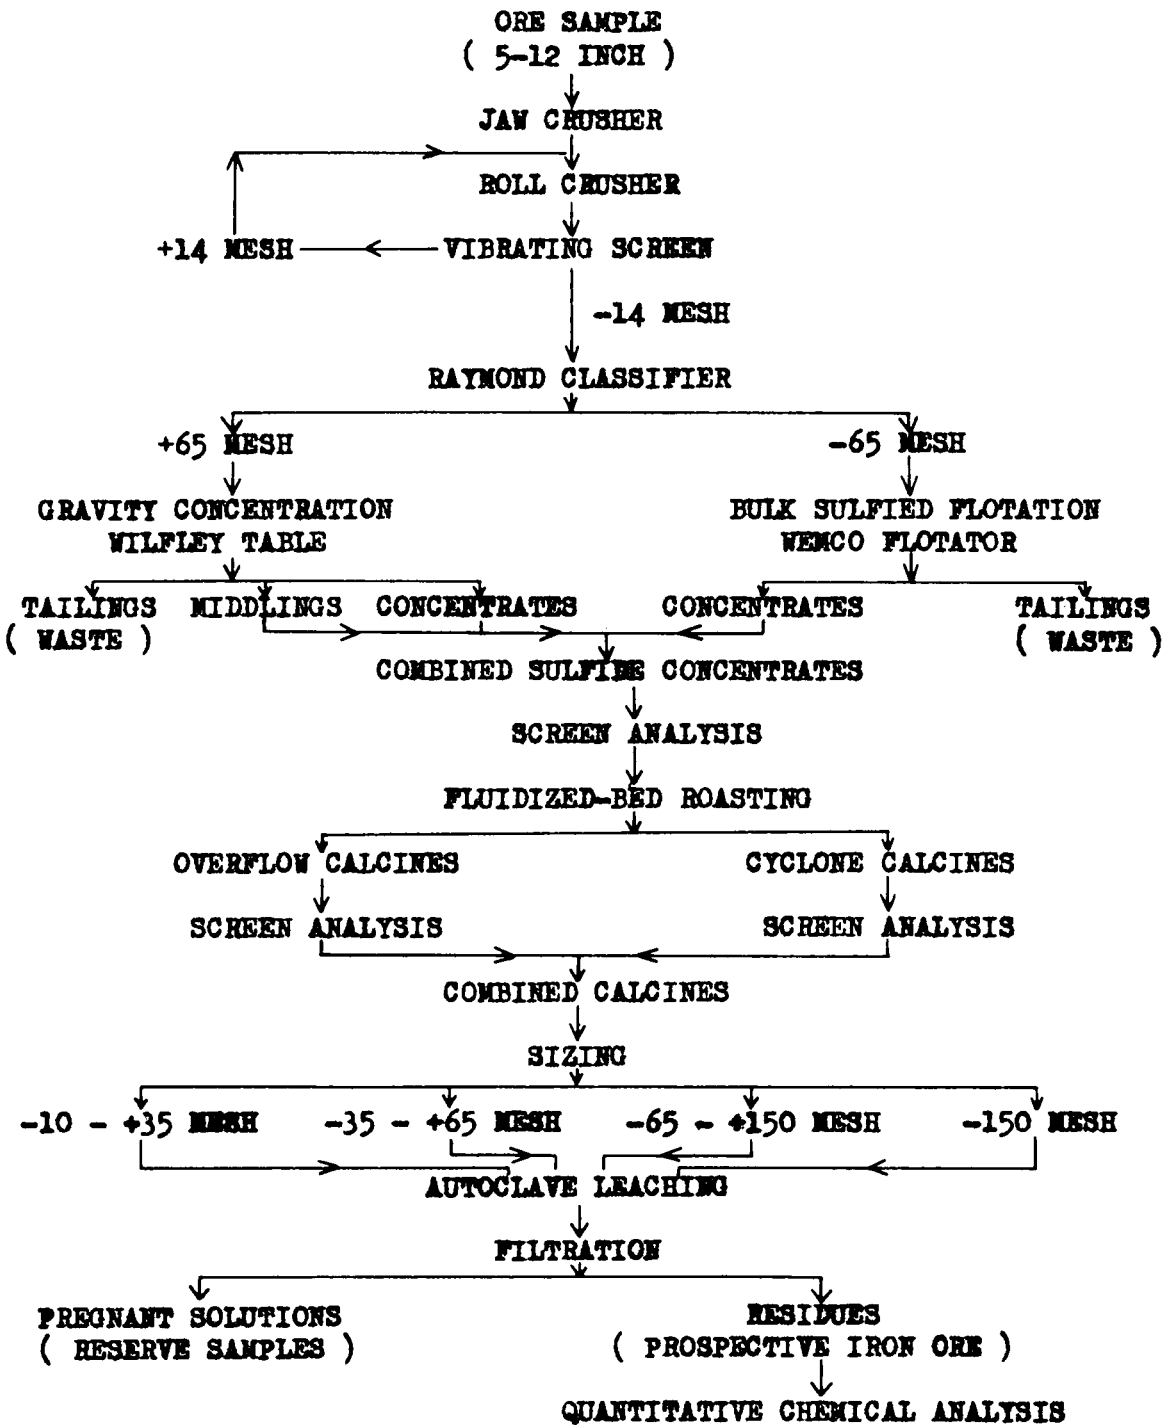 ORE SAMPLE
( 5-12 INCH )
JAW CRUSHER
ROLL CRUSHER
+14 MESH
VIBRATING SCREEN
-14 MESH
RAYMOND CLASSIFIER
+65 MESH
-65 MESH
GRAVITY CONCENTRATION
WILFLEY TABLE
BULK SULFIED FLOTATION
WEMCO FLOTATOR
TAILINGS
( WASTE )
MIDDLINGS
CONCENTRATES
CONCENTRATES
TAILINGS
( WASTE )
COMBINED SULFIDE CONCENTRATES
SCREEN ANALYSIS
FLUIDIZED-BED ROASTING
OVERFLOW CALCINES
CYCLONE CALCINES
SCREEN ANALYSIS
SCREEN ANALYSIS
COMBINED CALCINES
SIZING
-10 - +35 MESH
-35 - +65 MESH
-65 - +150 MESH
-150 MESH
AUTOCLAVE LEACHING
FILTRATION
PREGNANT SOLUTIONS
( RESERVE SAMPLES )
RESIDUES
( PROSPECTIVE IRON ORE )
QUANTITATIVE CHEMICAL ANALYSIS